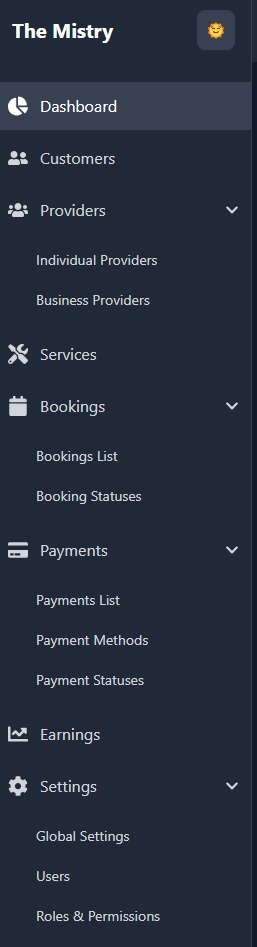 The Mistry
Dashboard
Customers
Providers
Individual Providers
Business Providers
Services
Bookings
Bookings List
Booking Statuses
Payments
Payments List
Payment Methods
Payment Statuses
Earnings
Settings
Global Settings
Users
Roles & Permissions